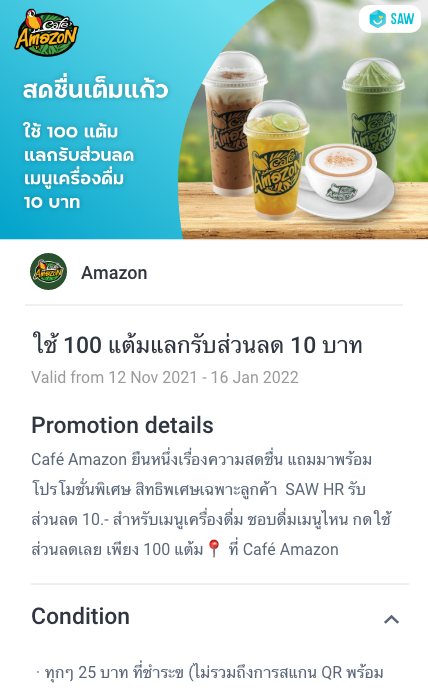 Café
Amazon
SAW
สดชื่นเต็มแก้ว
ใช้ 100 แต้ม
แลกรับส่วนลด
เมนูเครื่องดื่ม
10 บาท
Café
Amazon
Café
Amazon
Amazon
ใช้ 100 แต้มแลกรับส่วนลด 10 บาท
Valid from 12 Nov 2021 - 16 Jan 2022
Promotion details
Café Amazon ยืนหนึ่งเรื่องความสดชื่น แถมมาพร้อม
โปรโมชั่นพิเศษ สิทธิพเศษเฉพาะลูกค้า SAW HR รับ
ส่วนลด 10.- สำหรับเมนูเครื่องดื่ม ชอบดื่มเมนูไหน กดใช้
ส่วนลดเลย เพียง 100 แต้ม📍 ที่ Café Amazon
Condition
· ทุกๆ 25 บาท ที่ชำระข (ไม่รวมถึงการสแกน QR พร้อม